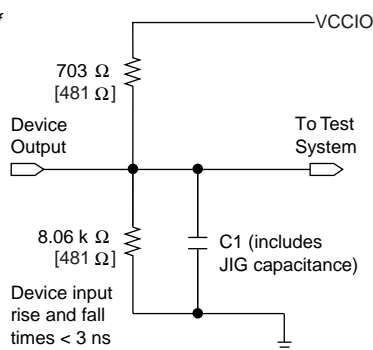 f
VCCIO
703 Ω
[481 Ω]
Device
Output
To Test
System
8.06 k Ω
[481 Ω]
C1 (includes
JIG capacitance)
Device input
rise and fall
times < 3 ns